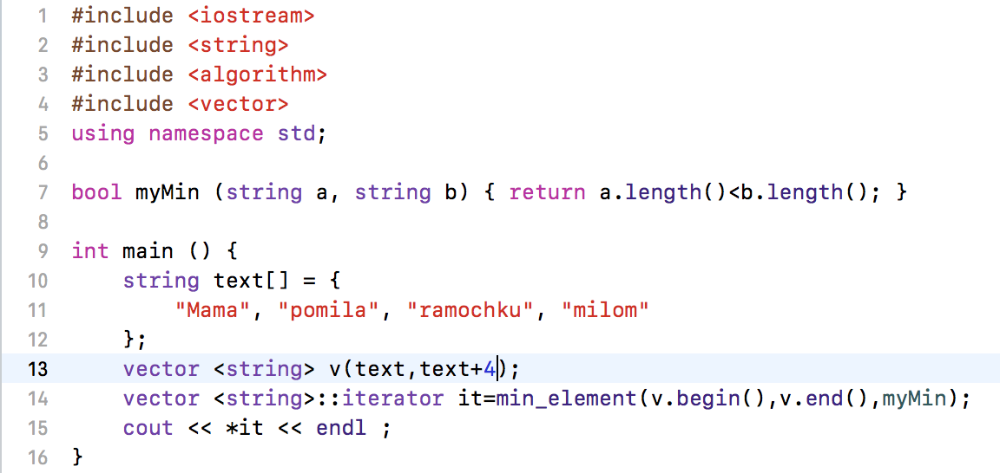 1 #include <iostream>
2 #include <string>
3 #include <algorithm>
4 #include <vector>
5 using namespace std;
6
7 bool myMin (string a, string b) { return a.length()<b.length(); }
8
9 int main () {
10     string text[] = {
11         "Mama", "pomila", "ramochku", "milom"
12     };
13     vector <string> v(text,text+4);
14     vector <string>::iterator it=min_element(v.begin(),v.end(),myMin);
15     cout << *it << endl ;
16 }